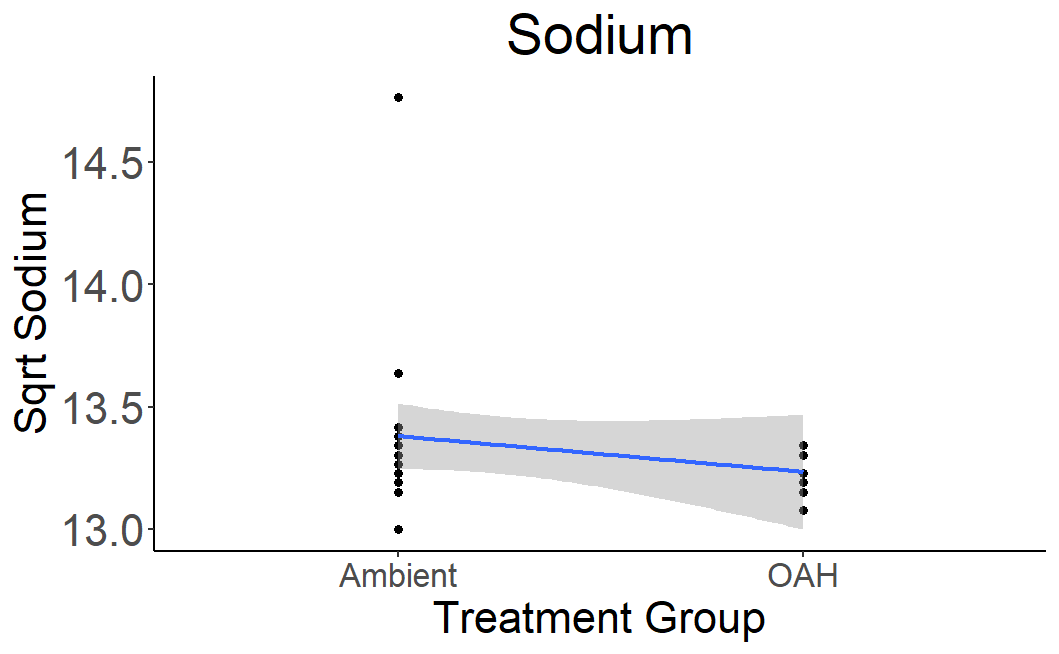 Sodium
Sqrt Sodium
14.5
14.0
13.5
13.0
Ambient OAH
Treatment Group